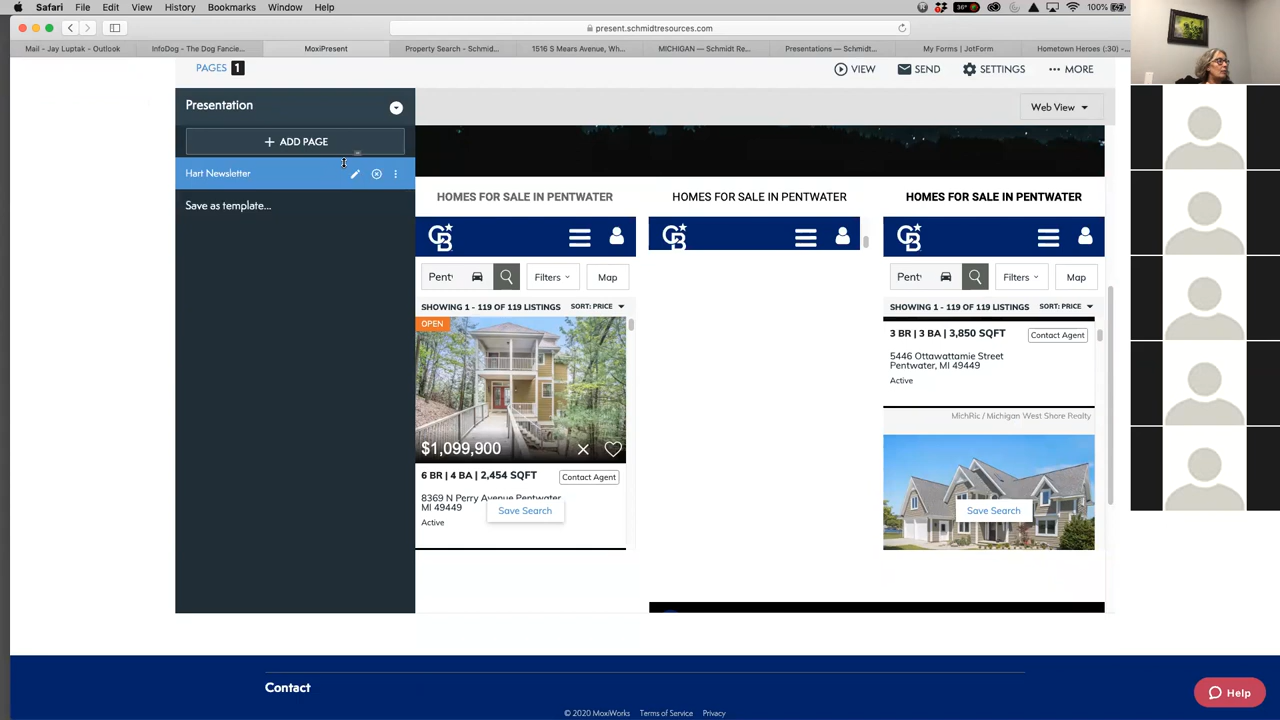 Safari File Edit View History Bookmarks Window Help
36°
100%
present.schmidtresources.com
Mail - Jay Luptak - Outlook
InfoDog - The Dog Fancie...
MoxiPresent
Property Search - Schmid...
1516 S Mears Avenue, Wh...
MICHIGAN — Schmidt Re...
Presentations — Schmidt...
My Forms | JotForm
Hometown Heroes (:30) -...
PAGES 1
VIEW
SEND
SETTINGS
MORE
Presentation
Web View
+ ADD PAGE
Hart Newsletter
Save as template...
HOMES FOR SALE IN PENTWATER
CB
Pent
Filters
Map
SHOWING 1 - 119 OF 119 LISTINGS SORT: PRICE
OPEN
$1,099,900
6 BR | 4 BA | 2,454 SQFT
Contact Agent
8369 N Perry Avenue Pentwater,
MI 49449
Save Search
Active
HOMES FOR SALE IN PENTWATER
CB
HOMES FOR SALE IN PENTWATER
CB
Pent
Filters
Map
SHOWING 1 - 119 OF 119 LISTINGS SORT: PRICE
3 BR | 3 BA | 3,850 SQFT
Contact Agent
5446 Ottawattamie Street
Pentwater, MI 49449
Active
MichRic / Michigan West Shore Realty
Save Search
Contact
Help
© 2020 MoxiWorks Terms of Service Privacy